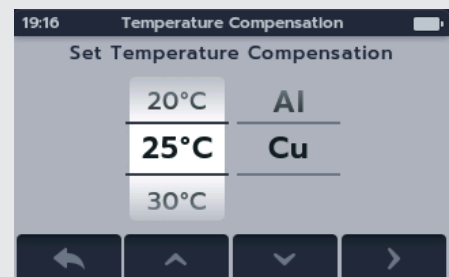 19:16 Temperature Compensation
Set Temperature Compensation
20°C Al
25°C Cu
30°C